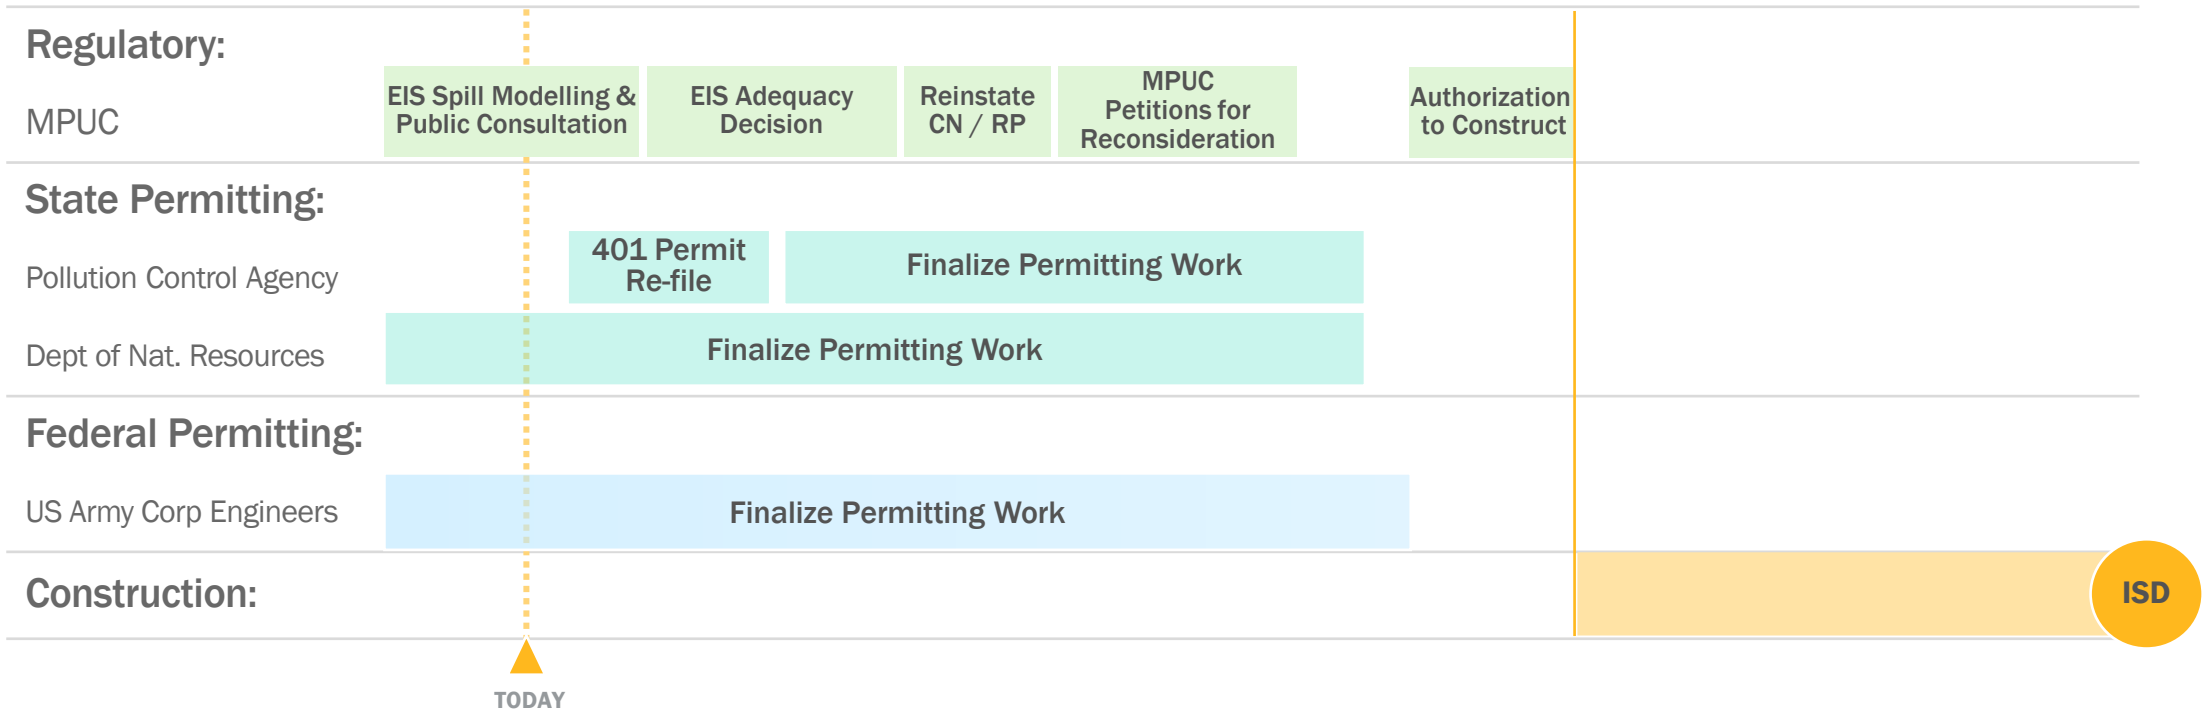 Regulatory:
MPUC
EIS Spill Modelling &
Public Consultation
EIS Adequacy
Decision
Reinstate
CN / RP
MPUC
Petitions for
Reconsideration
Authorization
to Construct
State Permitting:
Pollution Control Agency
401 Permit
Re-file
Finalize Permitting Work
Dept of Nat. Resources
Finalize Permitting Work
Federal Permitting:
US Army Corp Engineers
Finalize Permitting Work
Construction:
ISD
TODAY